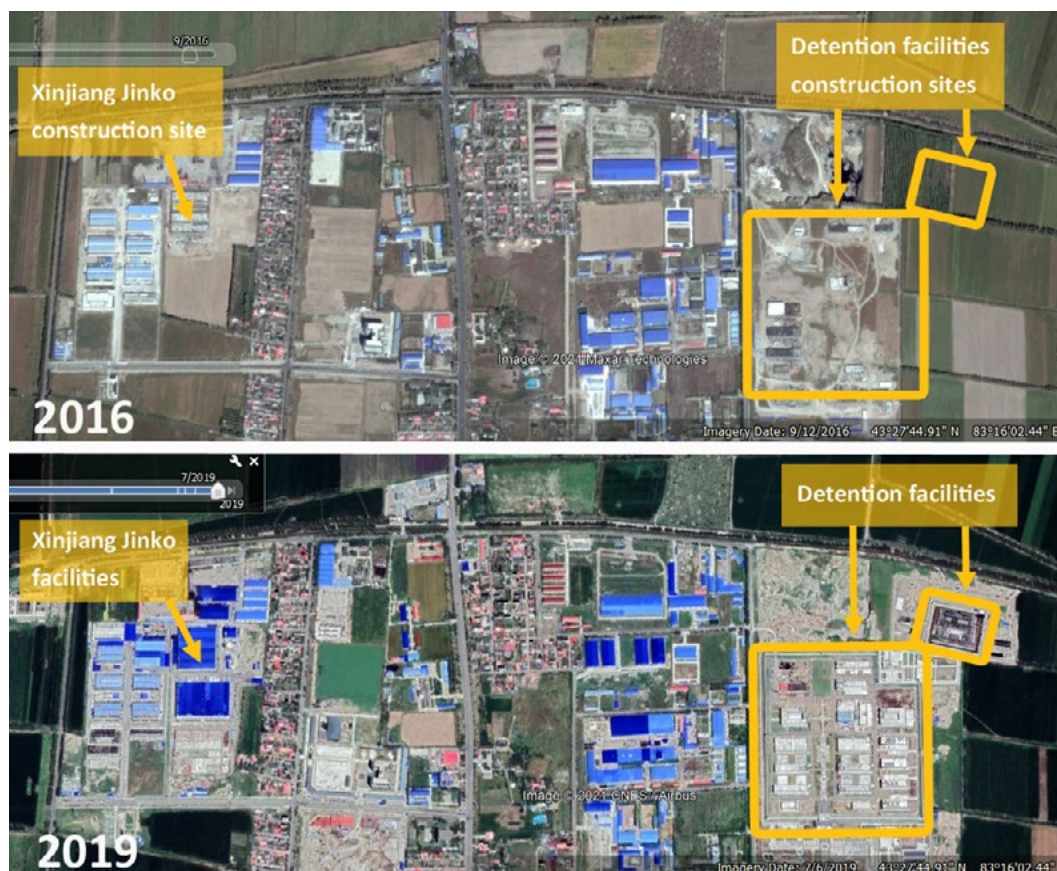 9/2016
Xinjiang Jinko
construction site
Detention facilities
construction sites
Image © 2021 Maxar Technologies
2016
Imagery Date: 9/12/2016 43°27'44.91" N 83°16'02.44" E
7/2019
2019
Xinjiang Jinko
facilities
Detention facilities
Image © 2021 CNES / Airbus
2019
Imagery Date: 7/6/2019 43°27'44.91" N 83°16'02.44"